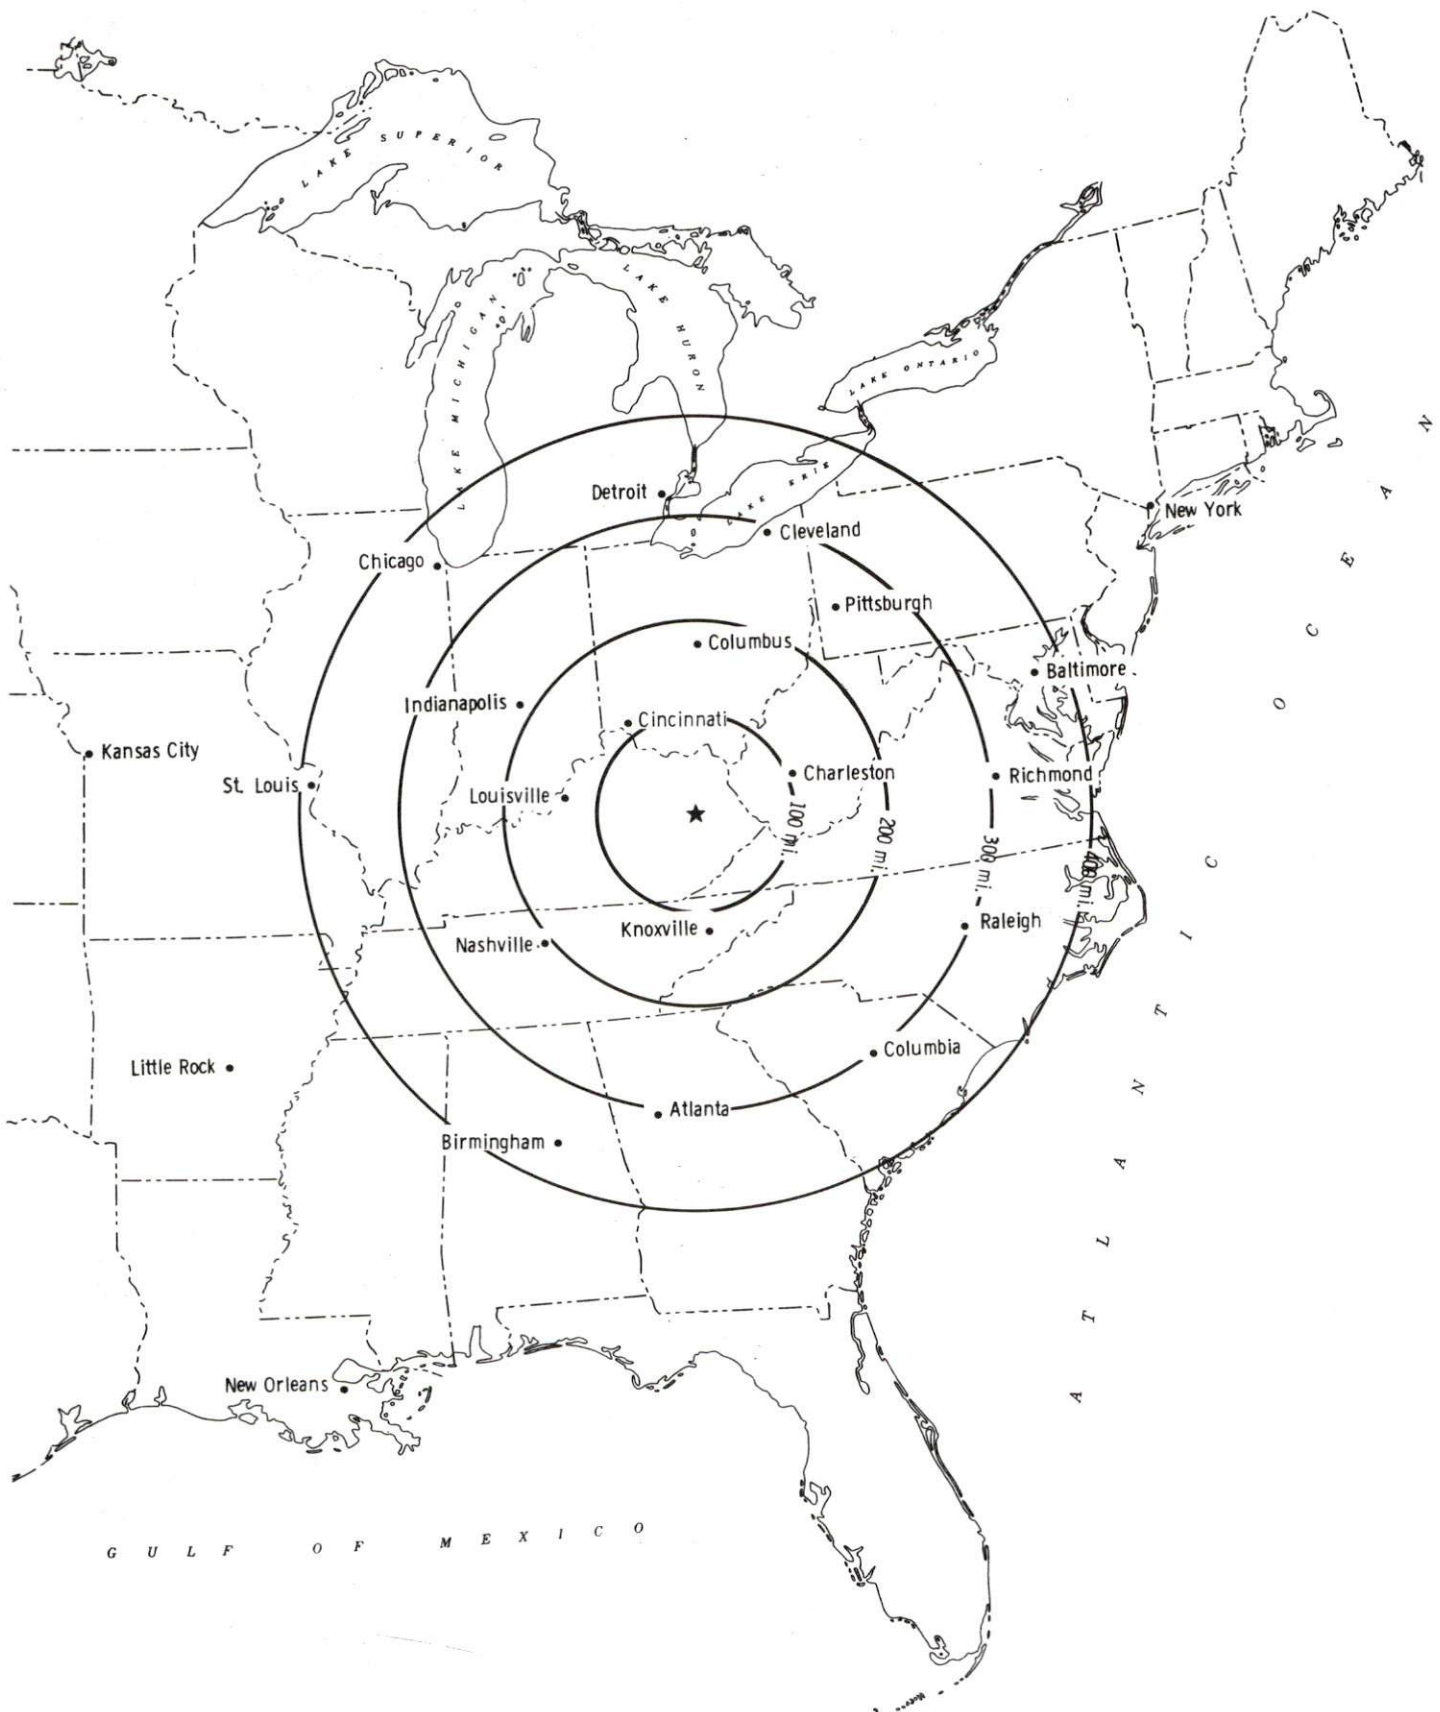 LAKE SUPERIOR
LAKE MICHIGAN
LAKE HURON
LAKE ONTARIO
LAKE ERIE
Detroit
New York
Cleveland
Chicago
Pittsburgh
Columbus
Baltimore
Indianapolis
Cincinnati
Kansas City
Charleston
Richmond
St. Louis
Louisville
100 mi.
200 mi.
300 mi.
400 mi.
Knoxville
Raleigh
Nashville
Columbia
Little Rock
Atlanta
Birmingham
New Orleans
GULF OF MEXICO
ATLANTIC OCEAN